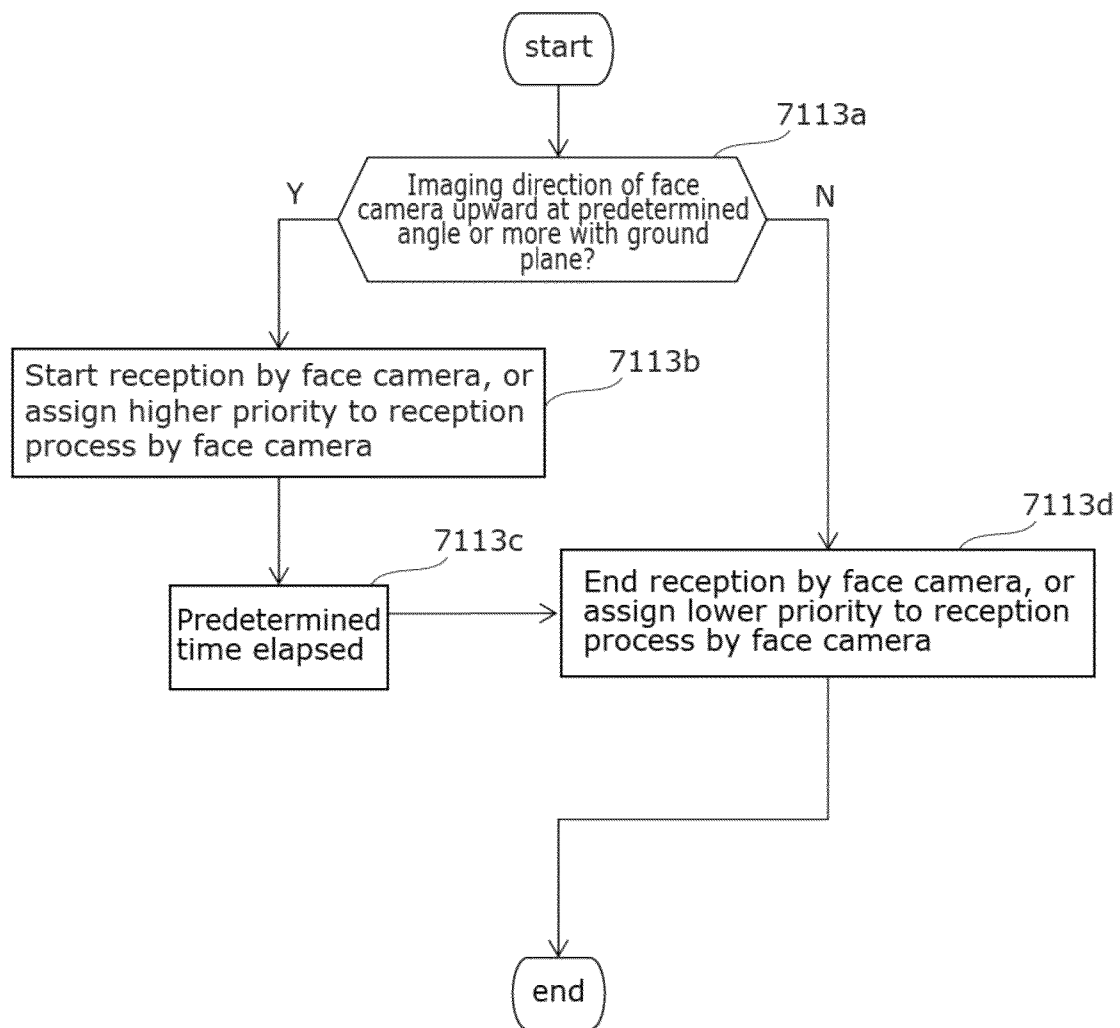 start
7113a
Y
Imaging direction of face
camera upward at predetermined
angle or more with ground
plane?
N
7113b
Start reception by face camera, or
assign higher priority to reception
process by face camera
7113c
Predetermined
time elapsed
7113d
End reception by face camera, or
assign lower priority to reception
process by face camera
end